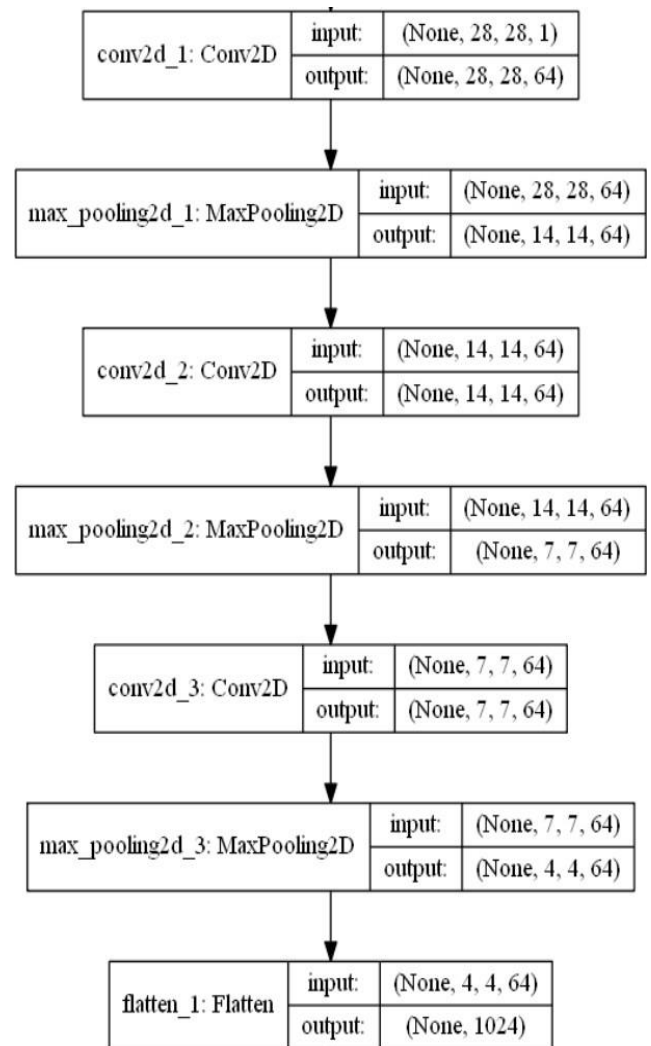 conv2d_1: Conv2D
input: (None, 28, 28, 1)
output: (None, 28, 28, 64)
max_pooling2d_1: MaxPooling2D
input: (None, 28, 28, 64)
output: (None, 14, 14, 64)
conv2d_2: Conv2D
input: (None, 14, 14, 64)
output: (None, 14, 14, 64)
max_pooling2d_2: MaxPooling2D
input: (None, 14, 14, 64)
output: (None, 7, 7, 64)
conv2d_3: Conv2D
input: (None, 7, 7, 64)
output: (None, 7, 7, 64)
max_pooling2d_3: MaxPooling2D
input: (None, 7, 7, 64)
output: (None, 4, 4, 64)
flatten_1: Flatten
input: (None, 4, 4, 64)
output: (None, 1024)